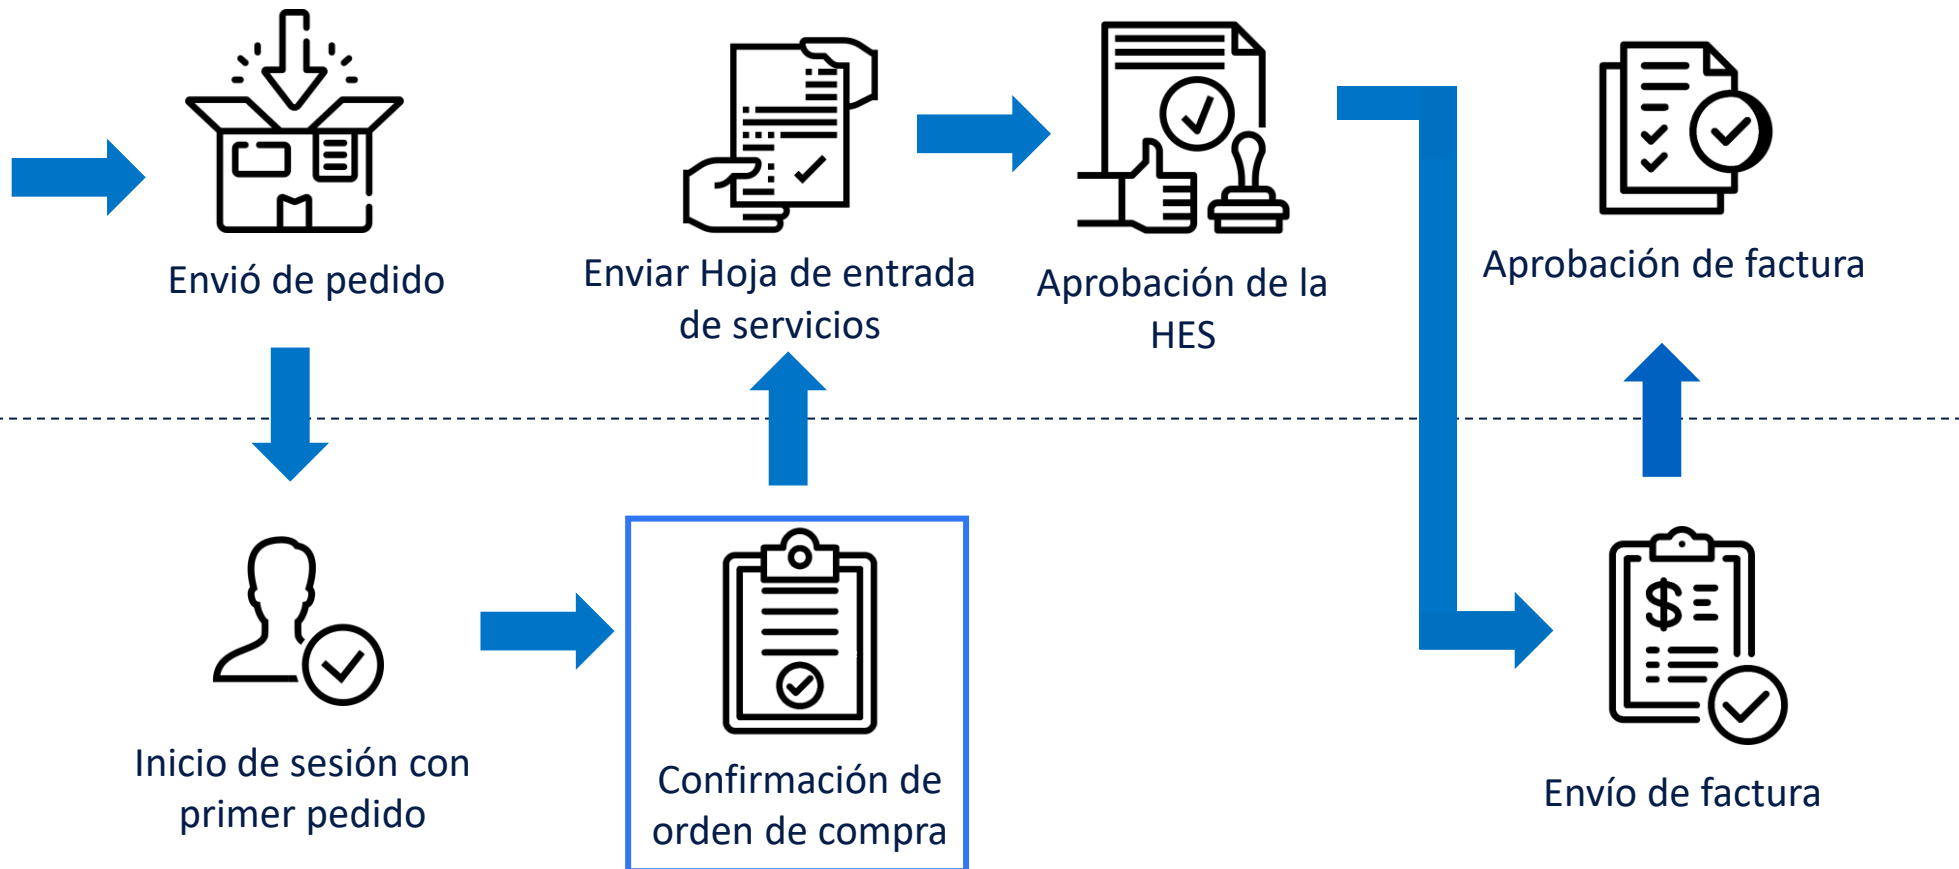 Envió de pedido
Enviar Hoja de entrada
de servicios
Aprobación de la
HES
Aprobación de factura
Inicio de sesión con
primer pedido
Confirmación de
orden de compra
$
Envío de factura